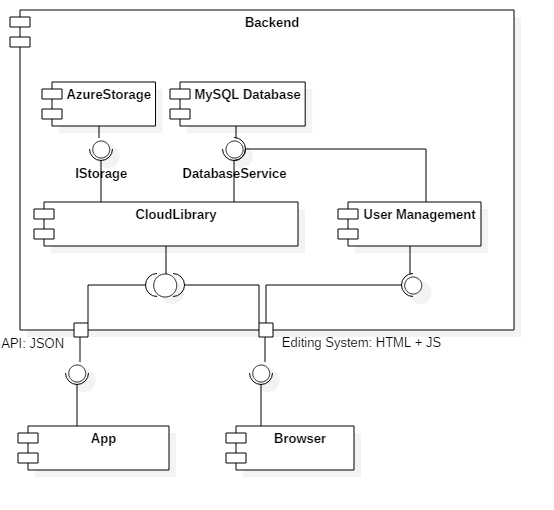 Backend
AzureStorage
MySQL Database
IStorage
DatabaseService
CloudLibrary
User Management
API: JSON
Editing System: HTML + JS
App
Browser